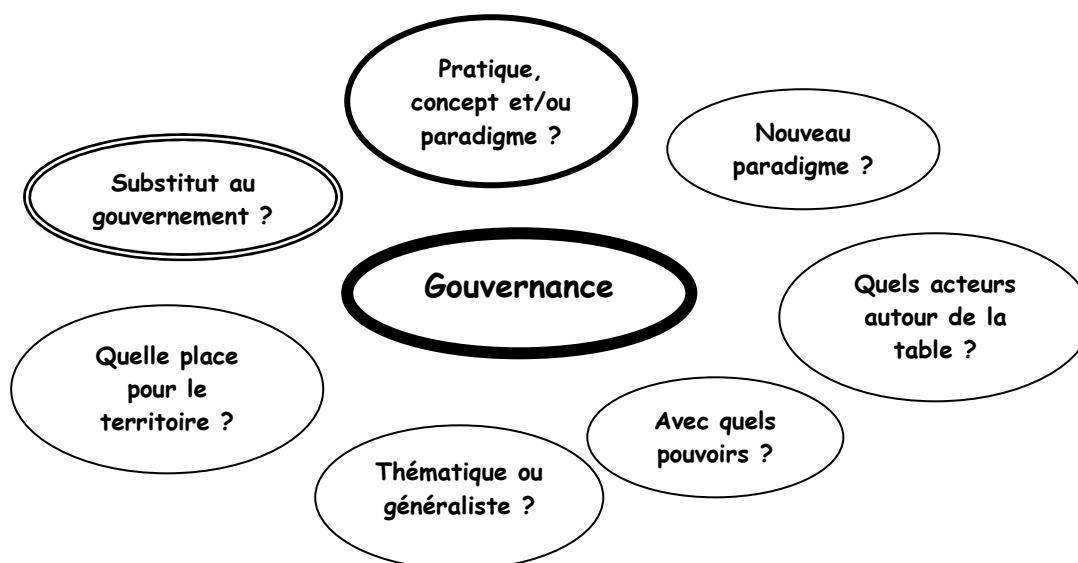 Pratique,
concept et/ou
paradigme ?
Nouveau
paradigme ?
Substitut au
gouvernement ?
Gouvernance
Quels acteurs
autour de la
table ?
Quelle place
pour le
territoire ?
Avec quels
pouvoirs ?
Thématique ou
généraliste ?